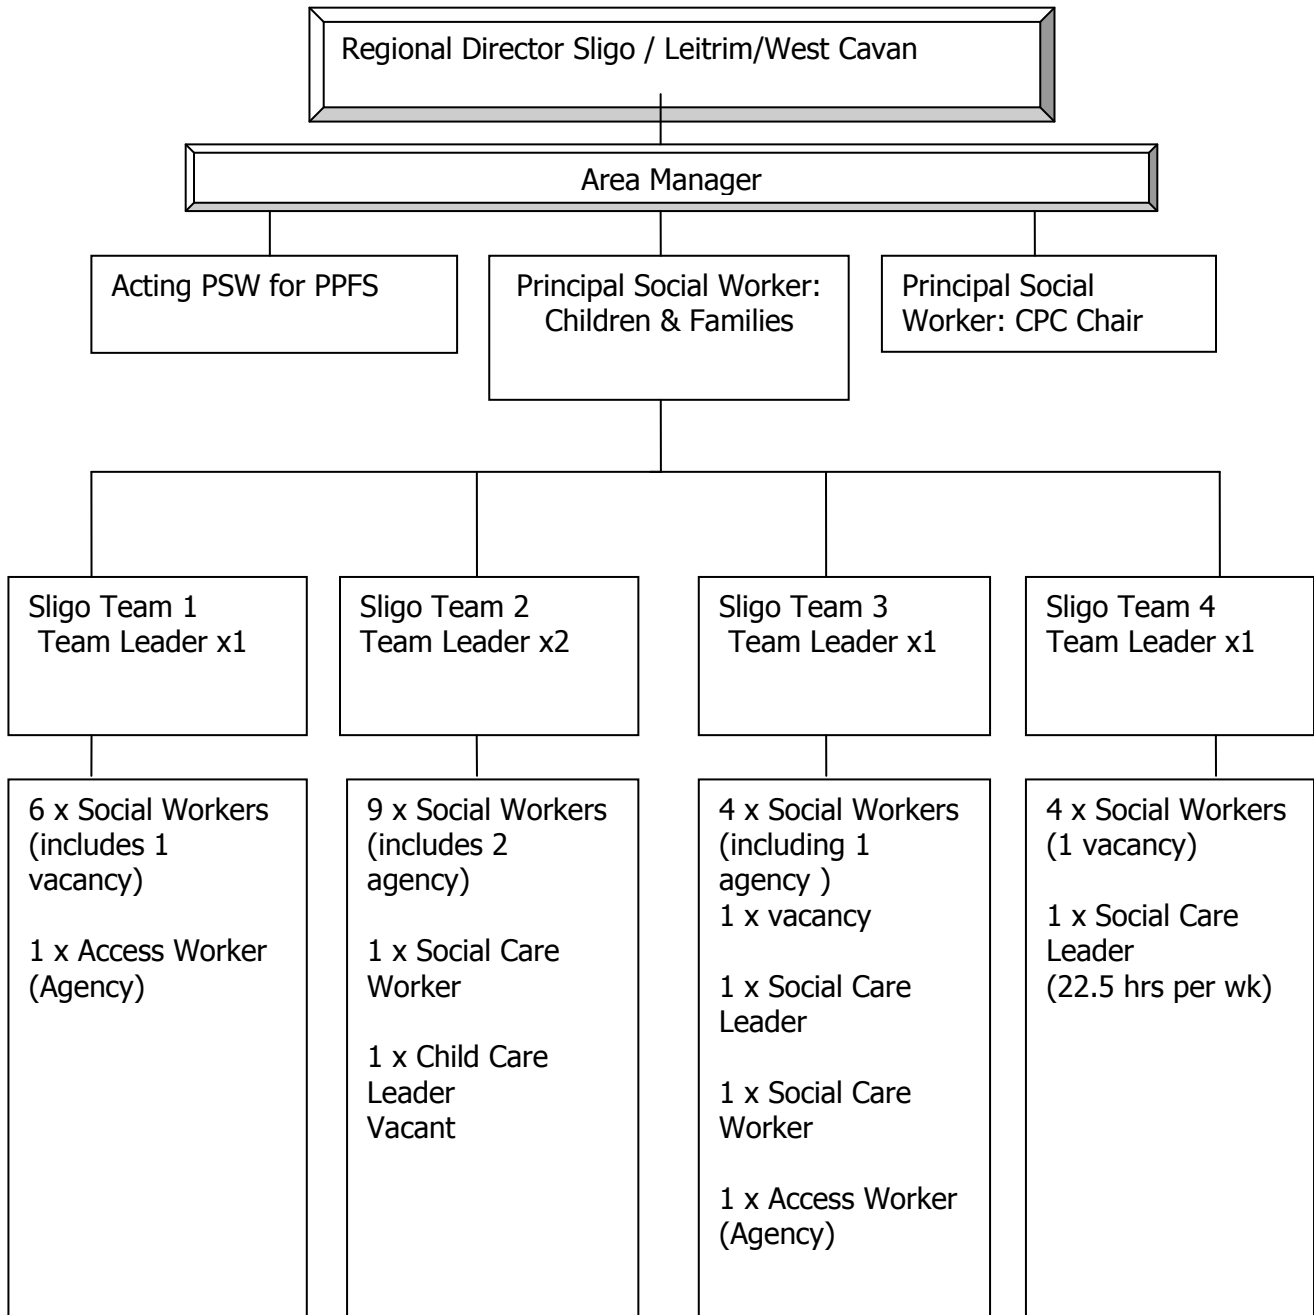 Regional Director Sligo / Leitrim/West Cavan
Area Manager
Acting PSW for PPFS
Principal Social Worker:
Children & Families
Principal Social
Worker: CPC Chair
Sligo Team 1
Team Leader x1
Sligo Team 2
Team Leader x2
Sligo Team 3
Team Leader x1
Sligo Team 4
Team Leader x1
6 x Social Workers
(includes 1
vacancy)
1 x Access Worker
(Agency)
9 x Social Workers
(includes 2
agency)
1 x Social Care
Worker
1 x Child Care
Leader
Vacant
4 x Social Workers
(including 1
agency )
1 x vacancy
1 x Social Care
Leader
1 x Social Care
Worker
1 x Access Worker
(Agency)
4 x Social Workers
(1 vacancy)
1 x Social Care
Leader
(22.5 hrs per wk)